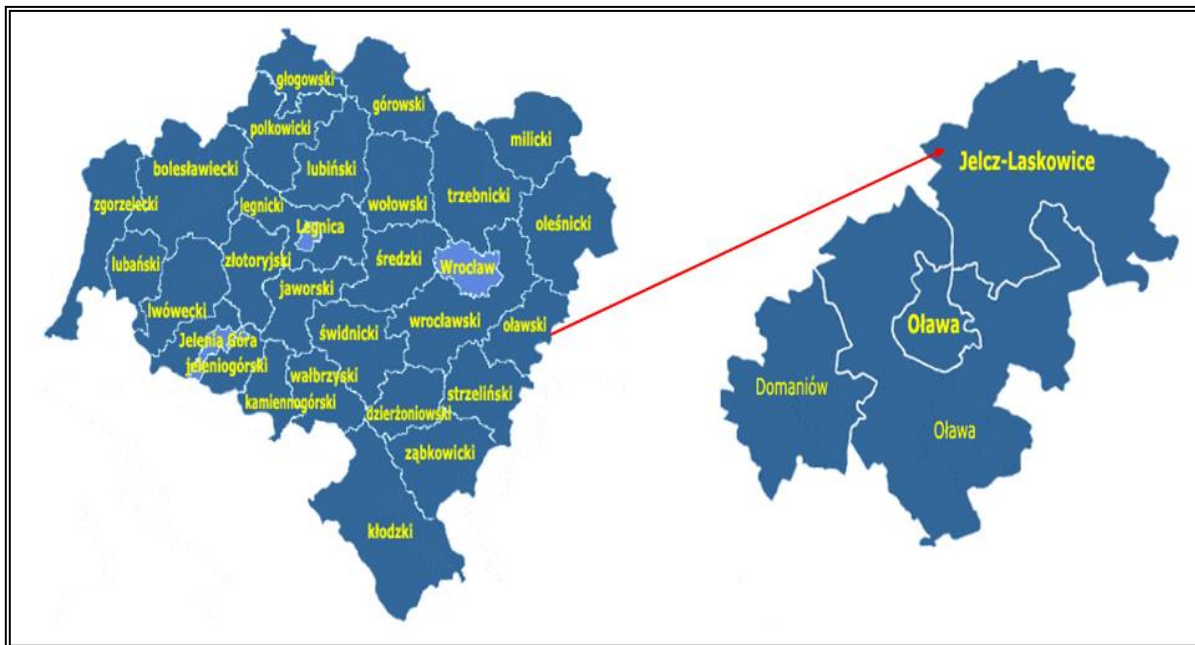 głogowski
górowski
polkowicki
milicki
bolesławiecki
lubiński
trzebnicki
zgorzelecki
legnicki
wołowski
oleśnicki
Legnica
lubański
złotoryjski
średzki
Wrocław
jaworski
lwówecki
świdnicki
wrocławski
oławski
Jelenia Góra
jeleniogórski
wałbrzyski
strzeliński
kamiennogórski
dzierżoniowski
ząbkowicki
kłodzki
Jelcz-Laskowice
Oława
Domaniów
Oława